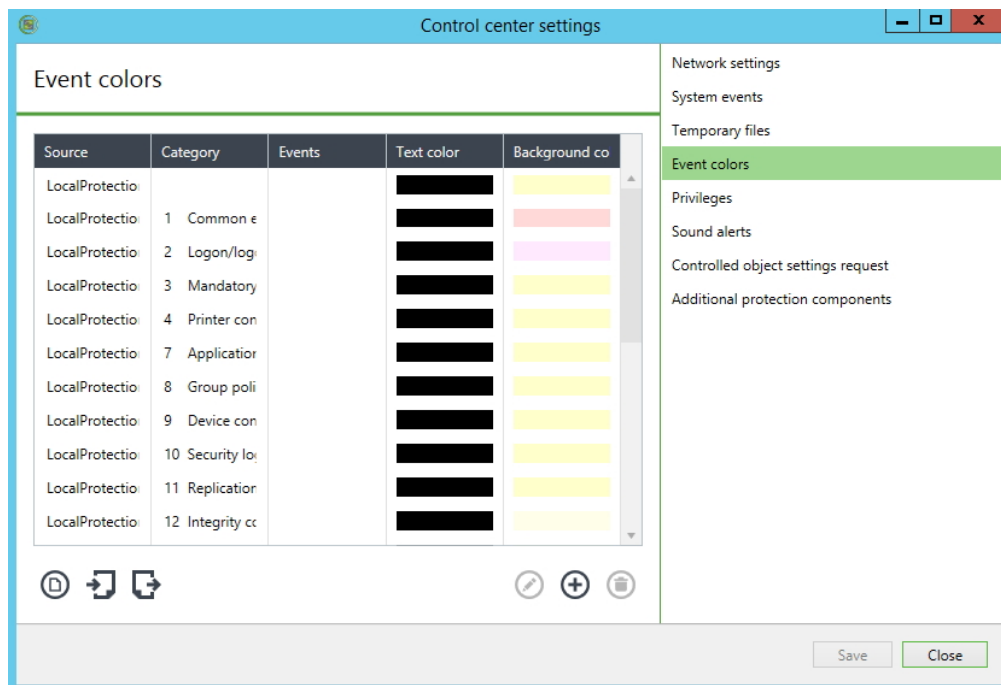 Control center settings
Event colors
Source Category Events Text color Background co
LocalProtectio
LocalProtectio 1 Common e
LocalProtectio 2 Logon/log
LocalProtectio 3 Mandatory
LocalProtectio 4 Printer con
LocalProtectio 7 Application
LocalProtectio 8 Group poli
LocalProtectio 9 Device con
LocalProtectio 10 Security lo
LocalProtectio 11 Replication
LocalProtectio 12 Integrity co
Network settings
System events
Temporary files
Event colors
Privileges
Sound alerts
Controlled object settings request
Additional protection components
Save Close